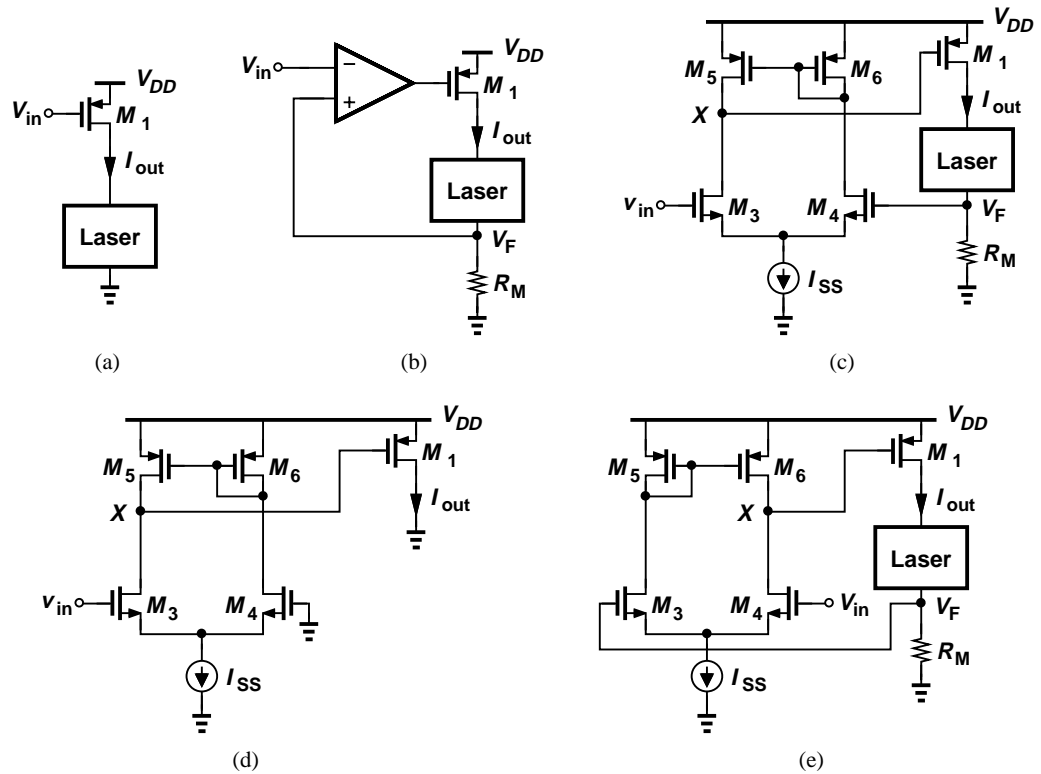 V_in
V_DD
M_1
I_out
Laser
(a)
V_in
−
+
V_DD
M_1
I_out
Laser
V_F
R_M
(b)
V_DD
M_5
M_6
M_1
X
I_out
Laser
v_in
M_3
M_4
V_F
R_M
I_SS
(c)
V_DD
M_5
M_6
M_1
X
I_out
v_in
M_3
M_4
I_SS
(d)
V_DD
M_5
M_6
M_1
X
I_out
Laser
M_3
M_4
V_in
V_F
R_M
I_SS
(e)